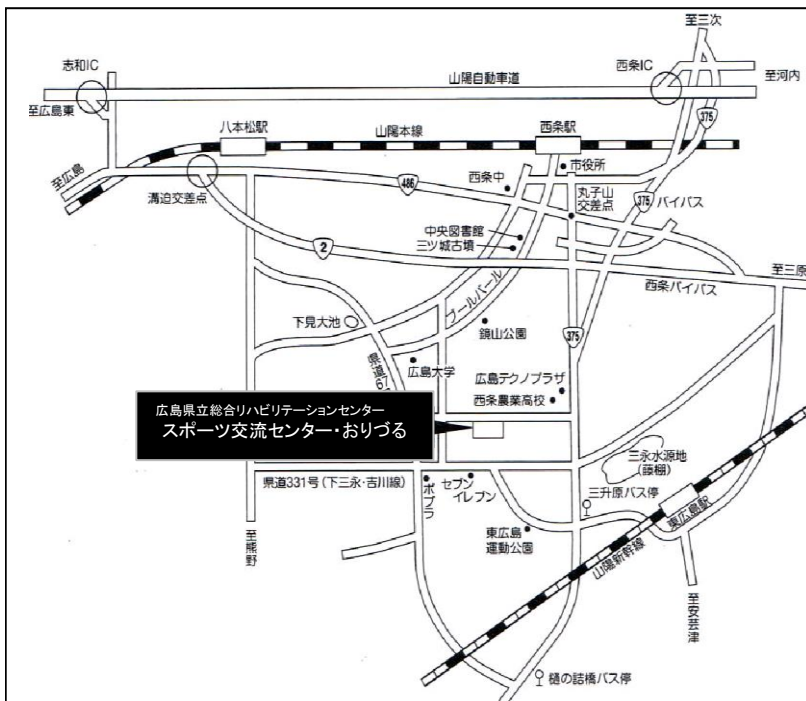 至三次
志和IC
山陽自動車道
西条IC
至河内
至広島東
375
八本松駅
山陽本線
西条駅
市役所
至広島
西条中
丸子山
交差点
486
375
バイパス
溝迫交差点
中央図書館
三ツ城古墳
2
至三原
西条バイパス
ブールバール
下見大池
鏡山公園
375
広島大学
広島テクノプラザ
西条農業高校
広島県立総合リハビリテーションセンター
スポーツ交流センター・おりづる
三永水源地
(藤棚)
県道331号(下三永・吉川線)
ポプラ
セブン
イレブン
三升原バス停
東広島駅
東広島
運動公園
山陽新幹線
至熊野
至安芸津
樋の詰橋バス停